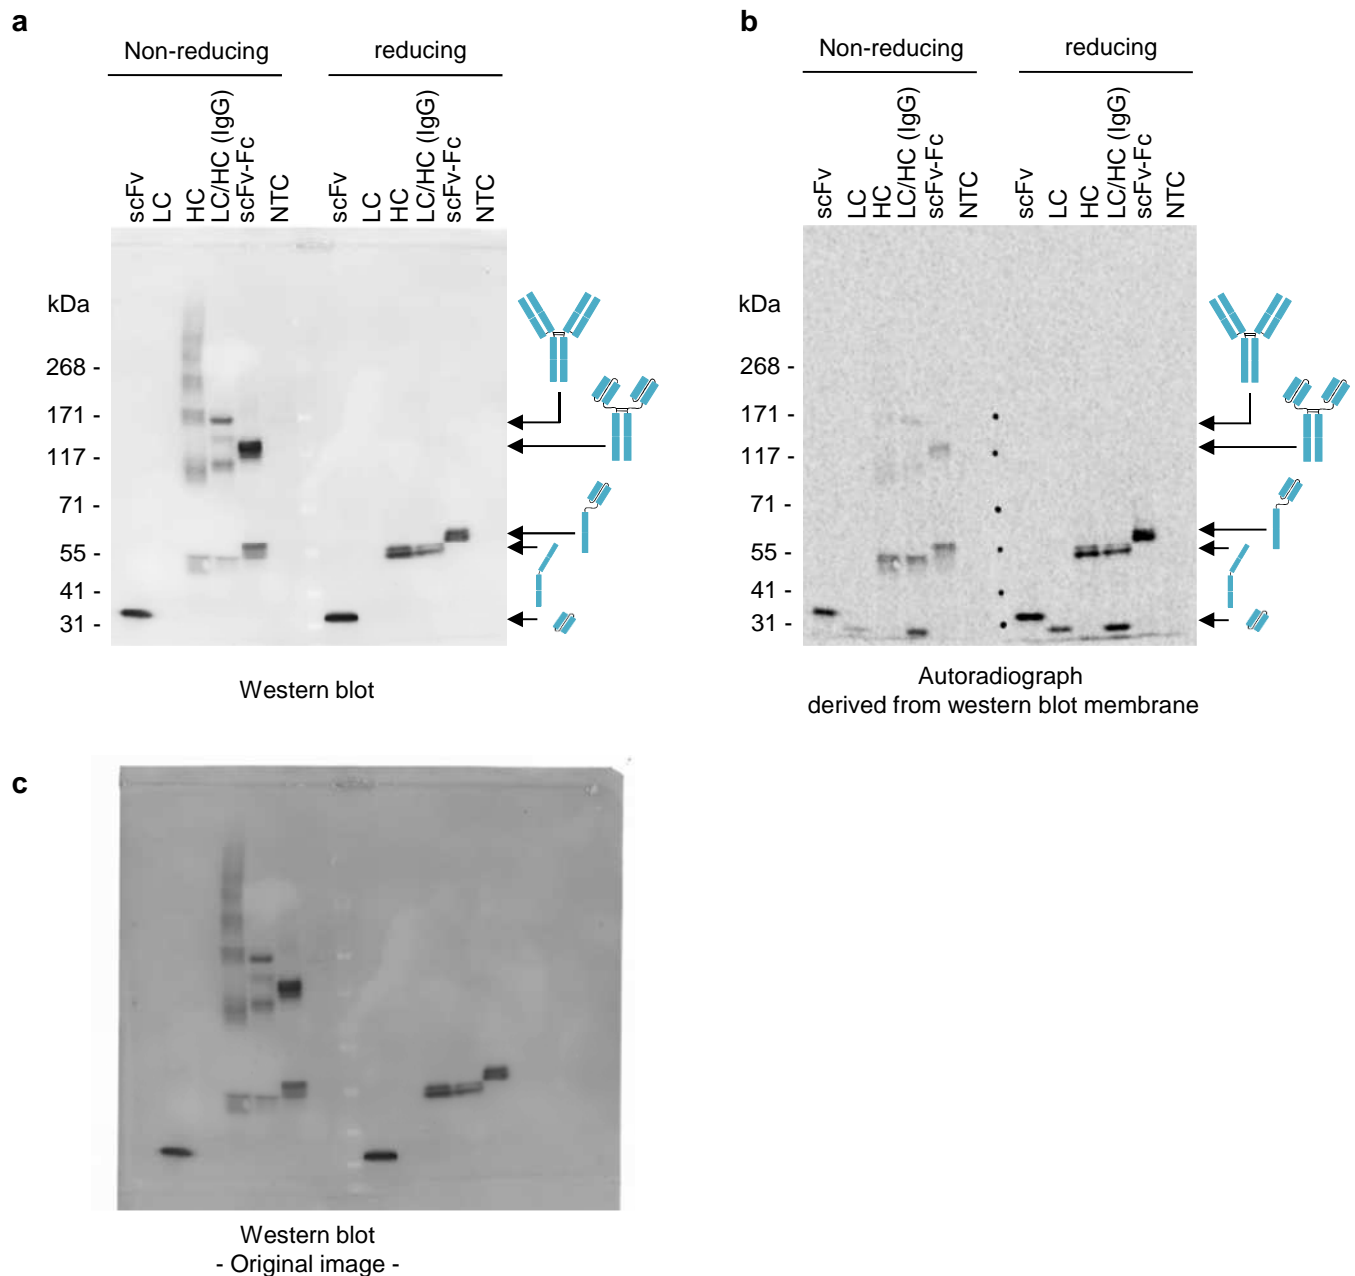 a
Non-reducing
reducing
scFv
LC
HC
LC/HC (IgG)
scFv-Fc
NTC
scFv
LC
HC
LC/HC (IgG)
scFv-Fc
NTC
kDa
268 -
171 -
117 -
71 -
55 -
41 -
31 -
Western blot
b
Non-reducing
reducing
scFv
LC
HC
LC/HC (IgG)
scFv-Fc
NTC
scFv
LC
HC
LC/HC (IgG)
scFv-Fc
NTC
kDa
268 -
171 -
117 -
71 -
55 -
41 -
31 -
Autoradiograph
derived from western blot membrane
c
Western blot
- Original image -